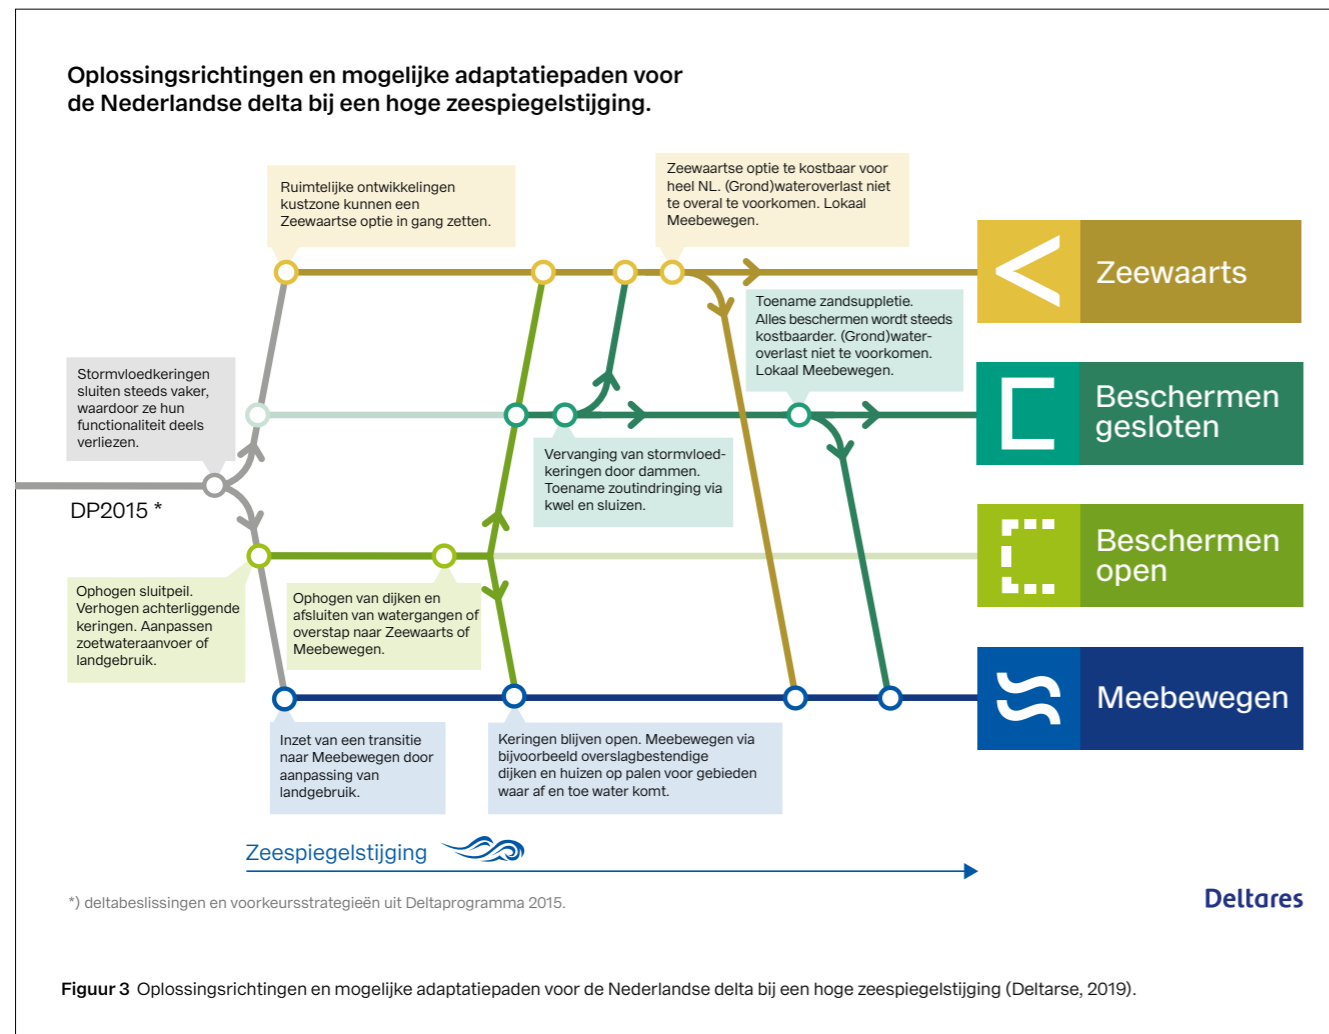 Oplossingsrichtingen en mogelijke adaptatiepaden voor
de Nederlandse delta bij een hoge zeespiegelstijging.
Ruimtelijke ontwikkelingen
kustzone kunnen een
Zeewaartse optie in gang zetten.
Zeewaartse optie te kostbaar voor
heel NL. (Grond)wateroverlast niet
te overal te voorkomen. Lokaal
Meebewegen.
Zeewaarts
Toename zandsuppletie.
Alles beschermen wordt steeds
kostbaarder. (Grond)water-
overlast niet te voorkomen.
Lokaal Meebewegen.
Stormvloedkeringen
sluiten steeds vaker,
waardoor ze hun
functionaliteit deels
verliezen.
Beschermen
gesloten
Vervanging van stormvloed-
keringen door dammen.
Toename zoutindringing via
kwel en sluizen.
DP2015 *
Beschermen
open
Ophogen sluitpeil.
Verhogen achterliggende
keringen. Aanpassen
zoetwateraanvoer of
landgebruik.
Ophogen van dijken en
afsluiten van watergangen of
overstap naar Zeewaarts of
Meebewegen.
Meebewegen
Inzet van een transitie
naar Meebewegen door
aanpassing van
landgebruik.
Keringen blijven open. Meebewegen via
bijvoorbeeld overslagbestendige
dijken en huizen op palen voor gebieden
waar af en toe water komt.
Zeespiegelstijging
*) deltabeslissingen en voorkeursstrategieën uit Deltaprogramma 2015.
Deltares
Figuur 3 Oplossingsrichtingen en mogelijke adaptatiepaden voor de Nederlandse delta bij een hoge zeespiegelstijging (Deltarse, 2019).